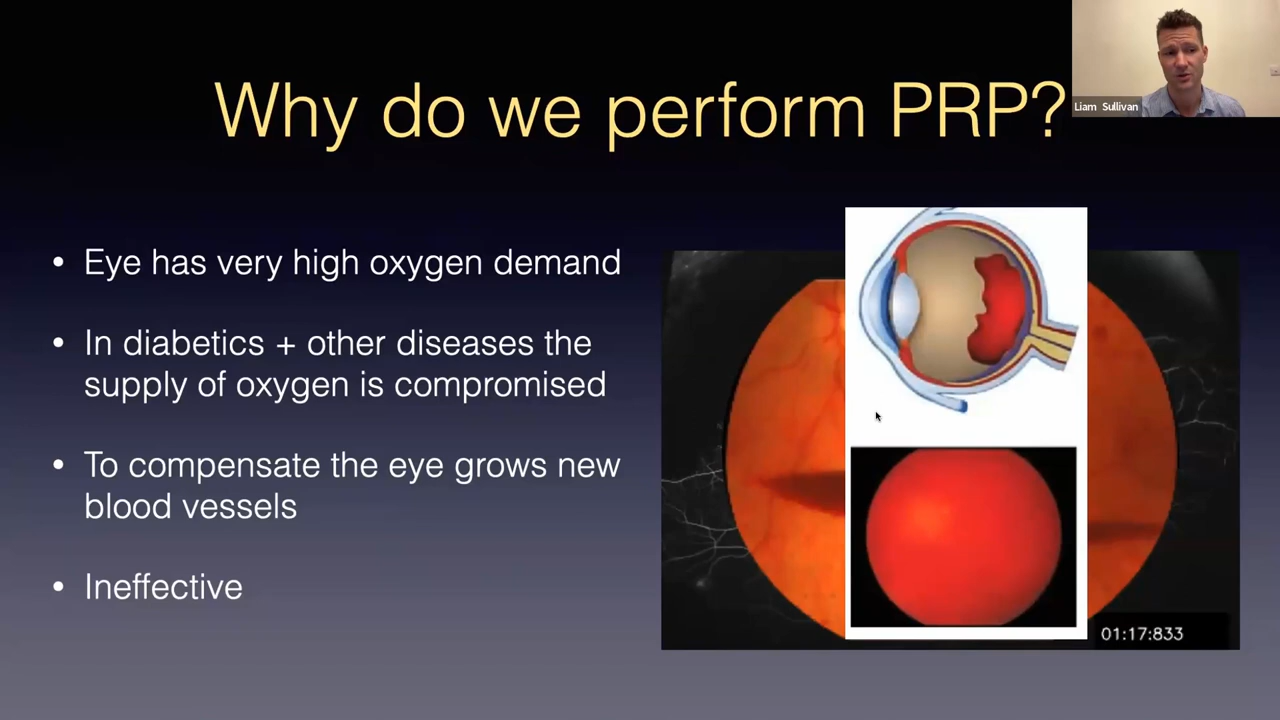 Why do we perform PRP?
Liam Sullivan
• Eye has very high oxygen demand
• In diabetics + other diseases the
supply of oxygen is compromised
• To compensate the eye grows new
blood vessels
• Ineffective
01:17:833